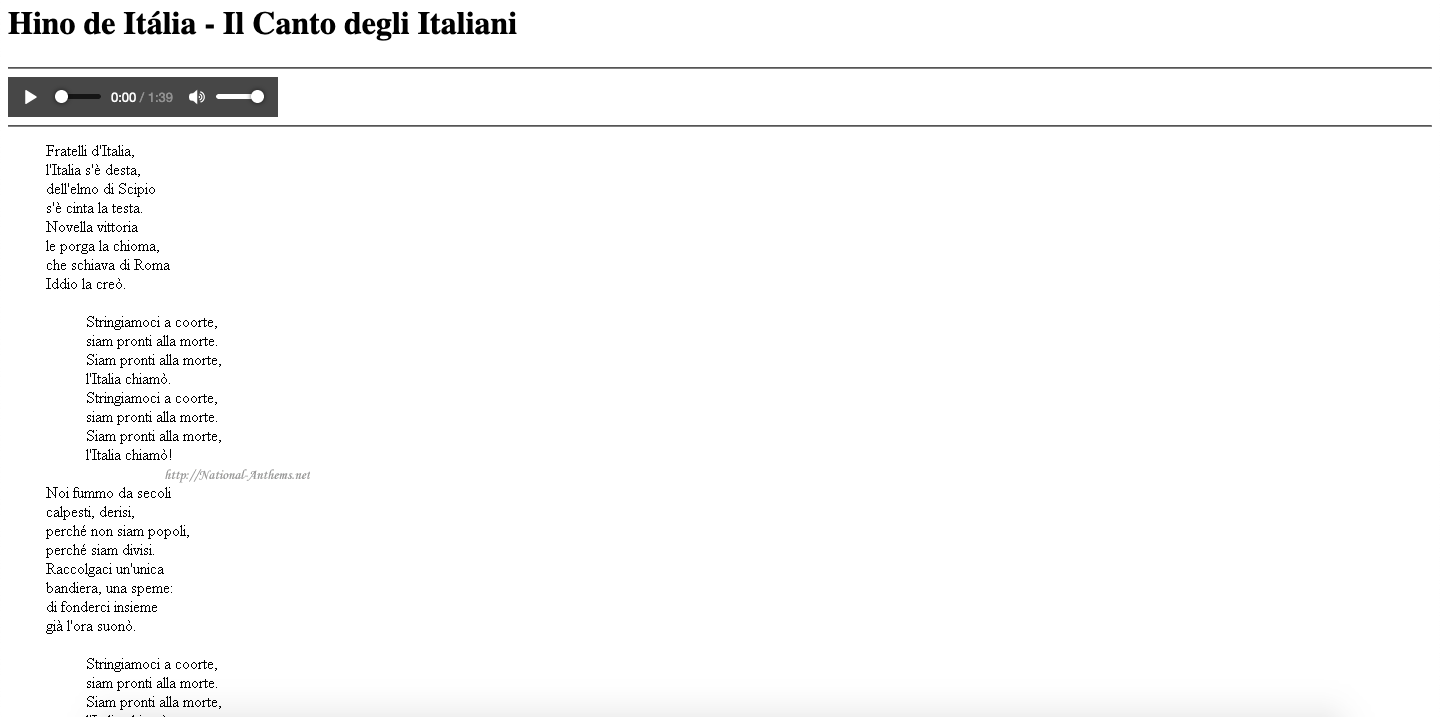 Hino de Itália - Il Canto degli Italiani
0:00 / 1:39
Fratelli d'Italia,
l'Italia s'è desta,
dell'elmo di Scipio
s'è cinta la testa.
Novella vittoria
le porga la chioma,
che schiava di Roma
Iddio la creò.
Stringiamoci a coorte,
siam pronti alla morte.
Siam pronti alla morte,
l'Italia chiamò.
Stringiamoci a coorte,
siam pronti alla morte.
Siam pronti alla morte,
l'Italia chiamò!
http://National-Anthems.net
Noi fummo da secoli
calpesti, derisi,
perché non siam popoli,
perché siam divisi.
Raccolgaci un'unica
bandiera, una speme:
di fonderci insieme
già l'ora suonò.
Stringiamoci a coorte,
siam pronti alla morte.
Siam pronti alla morte,